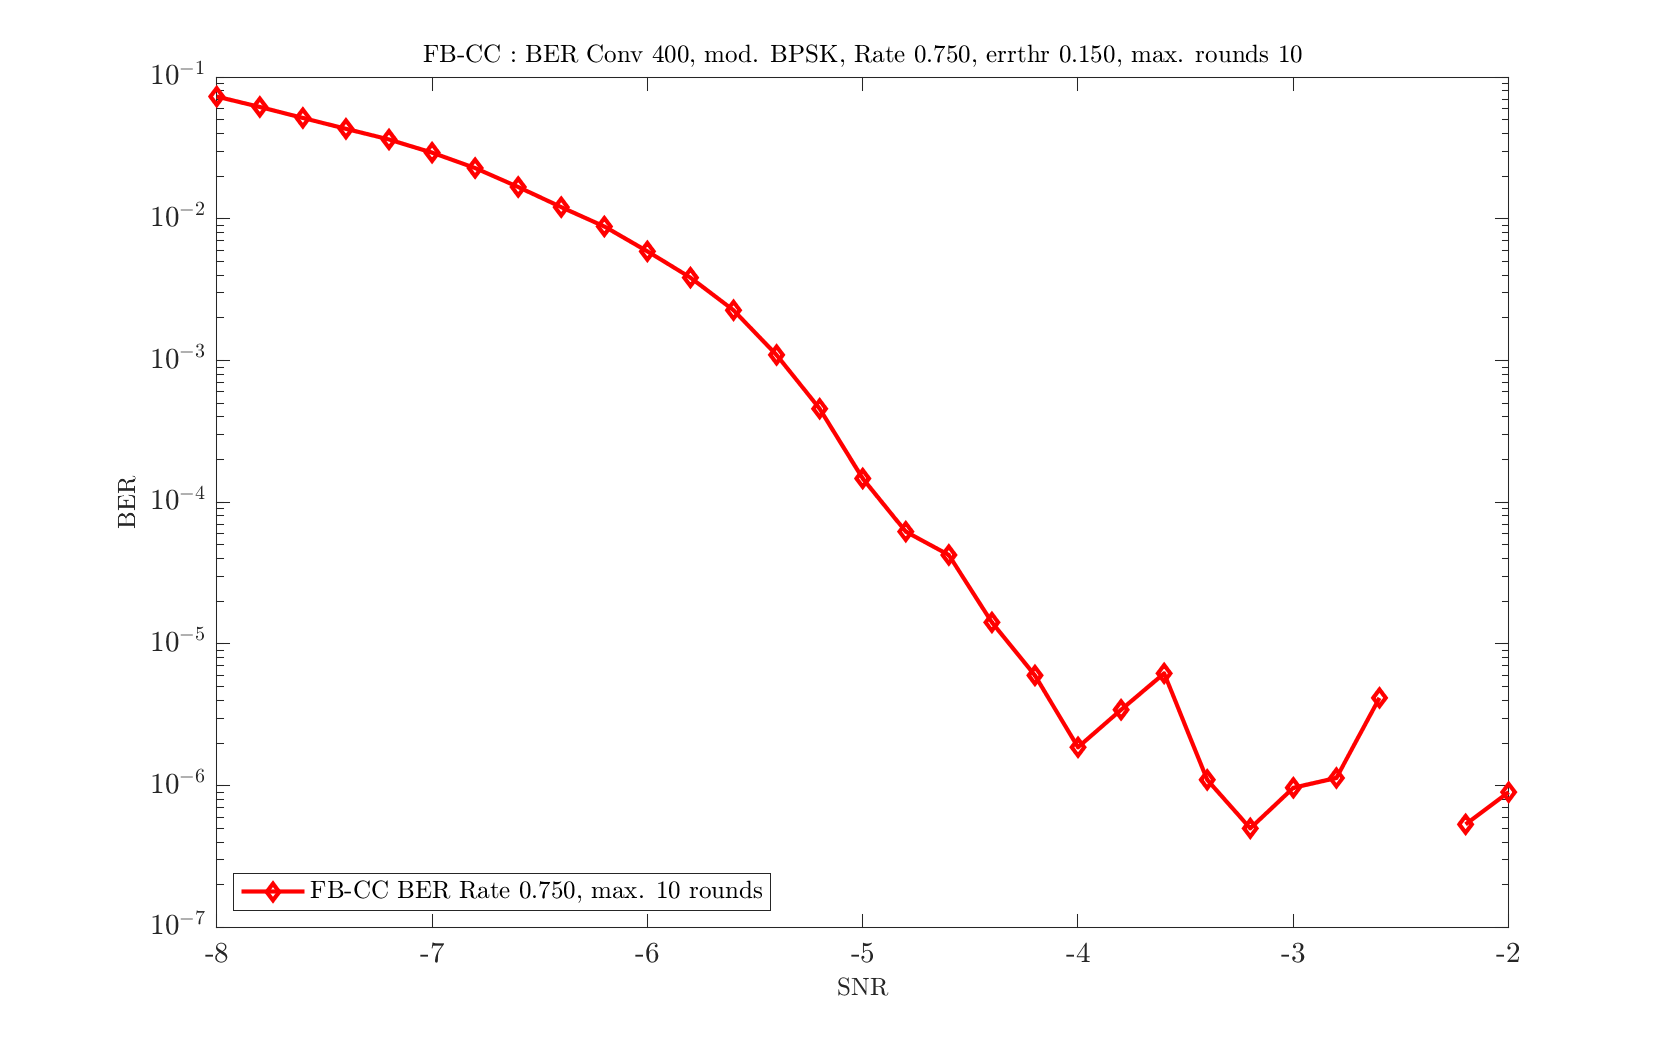 FB-CC : BER Conv 400, mod. BPSK, Rate 0.750, errthr 0.150, max. rounds 10
10⁻¹
10⁻²
10⁻³
10⁻⁴
10⁻⁵
10⁻⁶
10⁻⁷
BER
FB-CC BER Rate 0.750, max. 10 rounds
-8 -7 -6 -5 -4 -3 -2
SNR